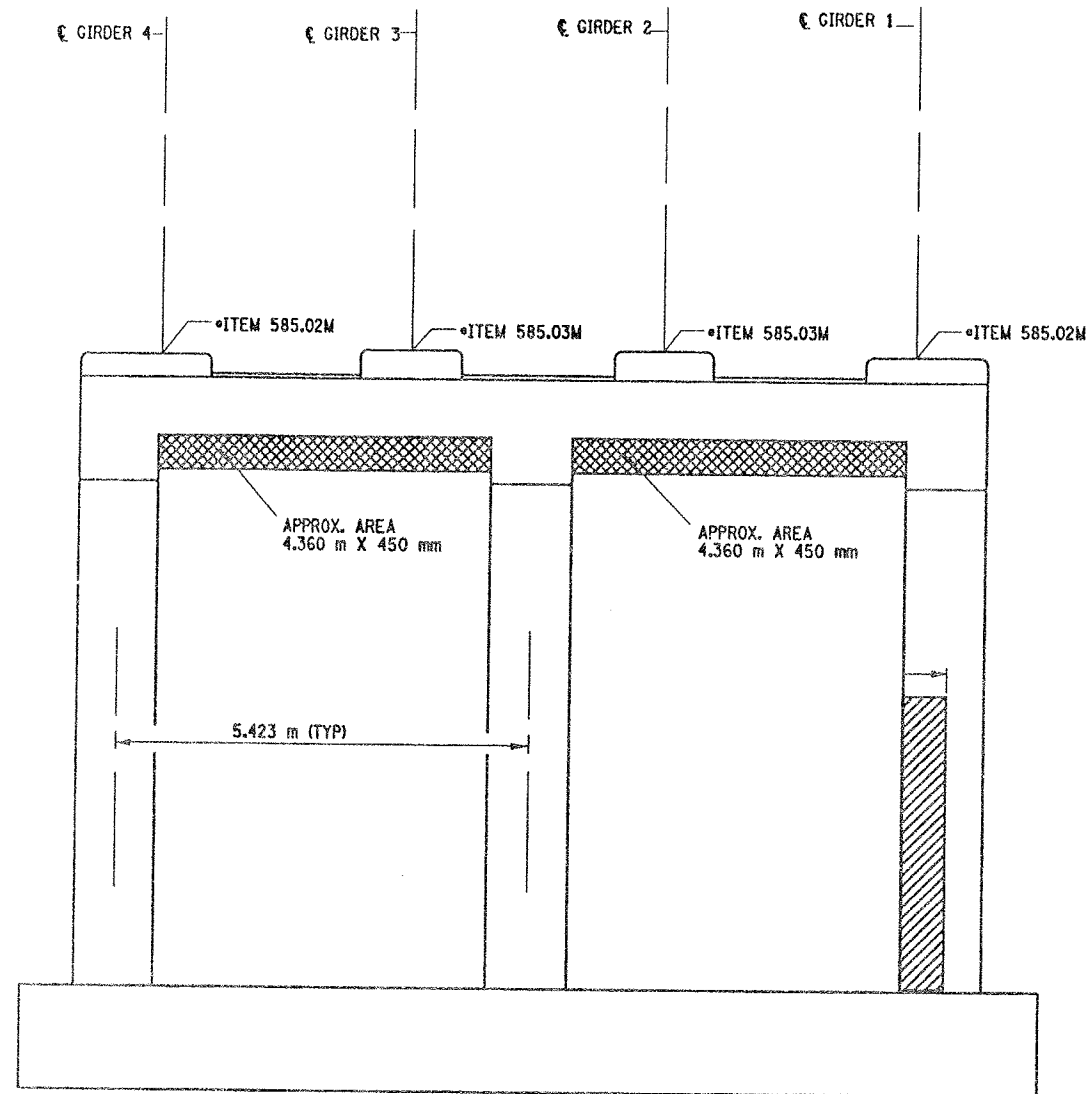 ℄ GIRDER 4
℄ GIRDER 3
℄ GIRDER 2
℄ GIRDER 1
*ITEM 585.02M
*ITEM 585.03M
*ITEM 585.03M
*ITEM 585.02M
APPROX. AREA
4.360 m X 450 mm
APPROX. AREA
4.360 m X 450 mm
5.423 m (TYP)